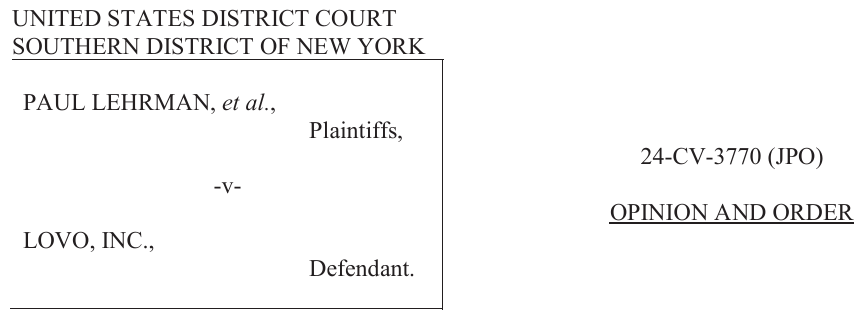 UNITED STATES DISTRICT COURT
SOUTHERN DISTRICT OF NEW YORK
PAUL LEHRMAN, et al.,
Plaintiffs,
-v-
LOVO, INC.,
Defendant.
24-CV-3770 (JPO)
OPINION AND ORDER